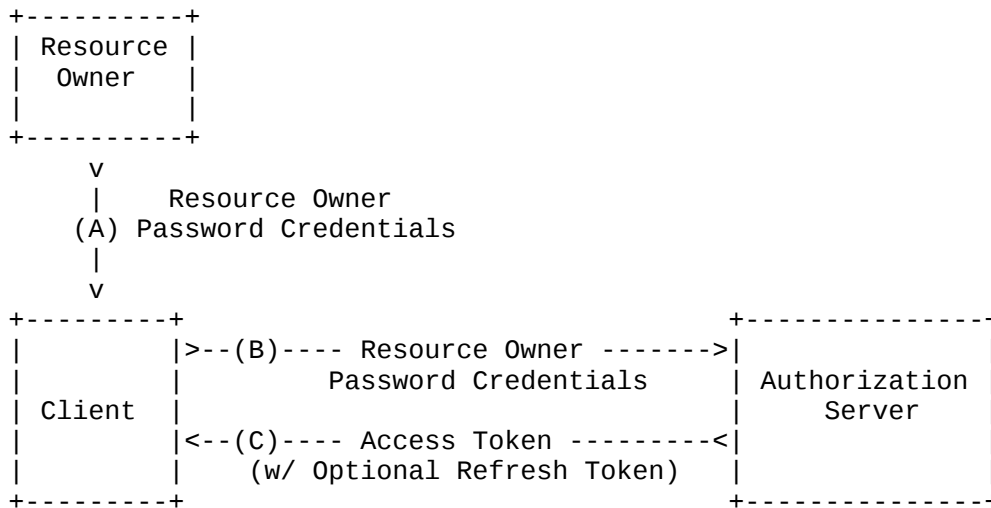 +----------+
| Resource |
|  Owner   |
|          |
+----------+
     v
     |    Resource Owner
    (A) Password Credentials
     |
     v
+---------+                                  +---------------+
|         |>--(B)---- Resource Owner ------->|               |
|         |         Password Credentials     | Authorization |
| Client  |                                  |     Server    |
|         |<--(C)---- Access Token ---------<|               |
|         |    (w/ Optional Refresh Token)   |               |
+---------+                                  +---------------+